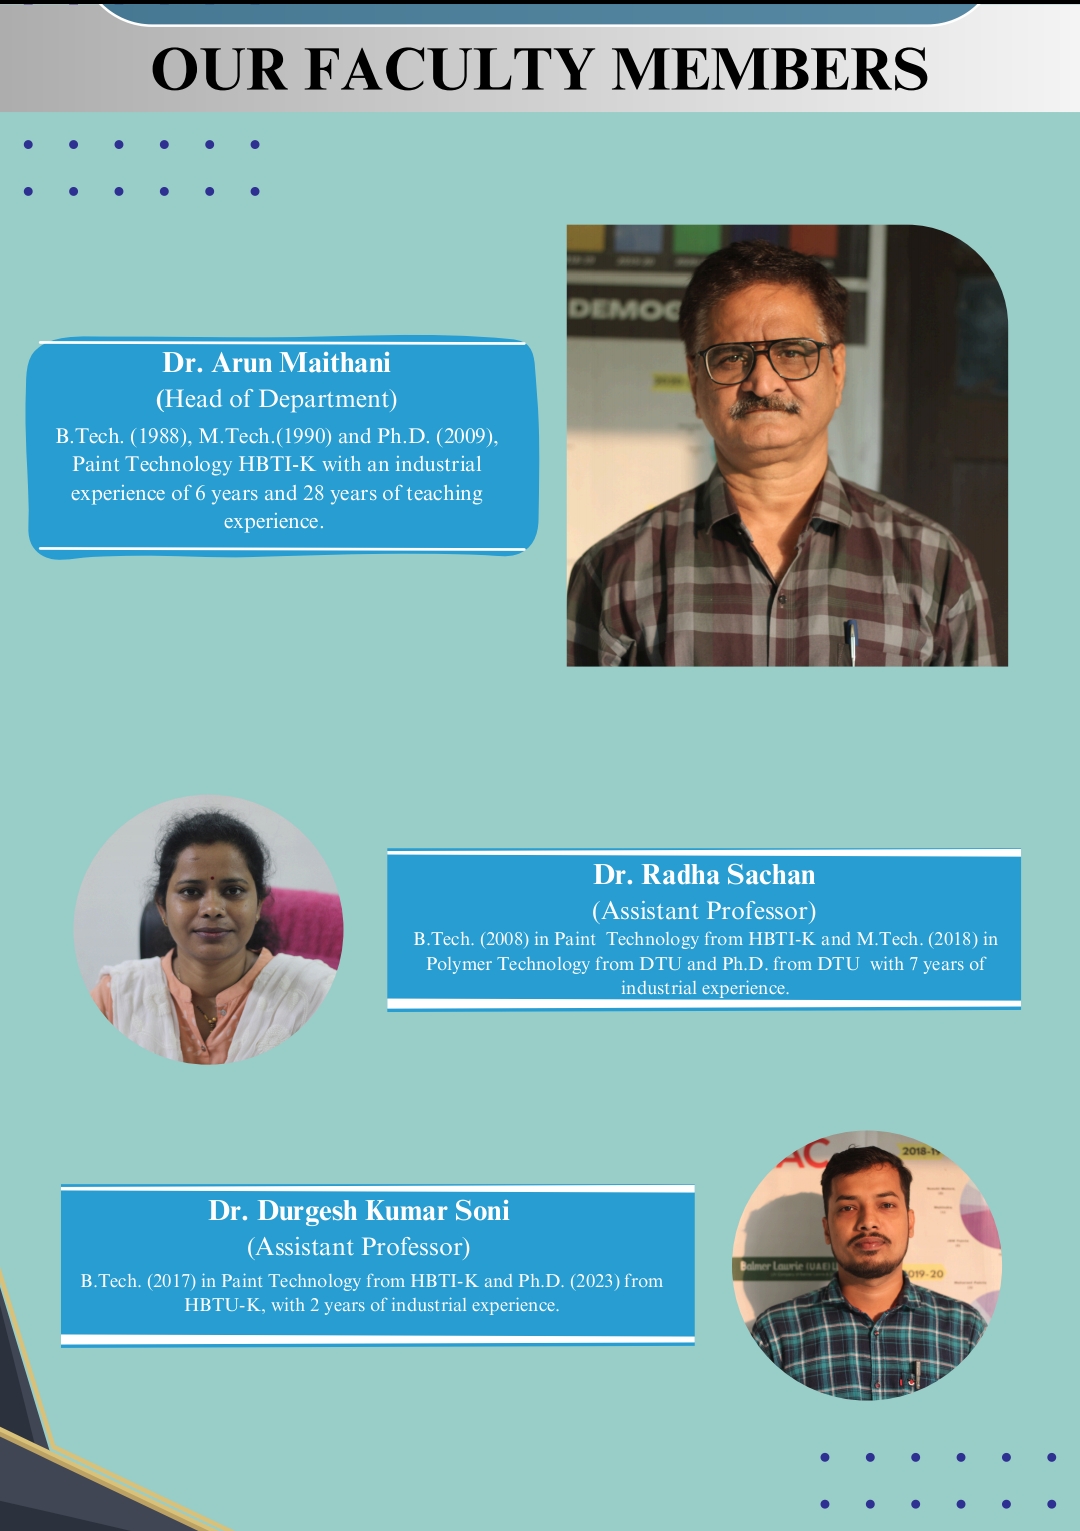 OUR FACULTY MEMBERS
DEMOC
Dr. Arun Maithani
(Head of Department)
B.Tech. (1988), M.Tech.(1990) and Ph.D. (2009),
Paint Technology HBTI-K with an industrial
experience of 6 years and 28 years of teaching
experience.
Dr. Radha Sachan
(Assistant Professor)
B.Tech. (2008) in Paint Technology from HBTI-K and M.Tech. (2018) in
Polymer Technology from DTU and Ph.D. from DTU with 7 years of
industrial experience.
AC
2018-1
Dr. Durgesh Kumar Soni
(Assistant Professor)
B.Tech. (2017) in Paint Technology from HBTI-K and Ph.D. (2023) from
HBTU-K, with 2 years of industrial experience.
Balmer Lawrie (UAE)
019-20